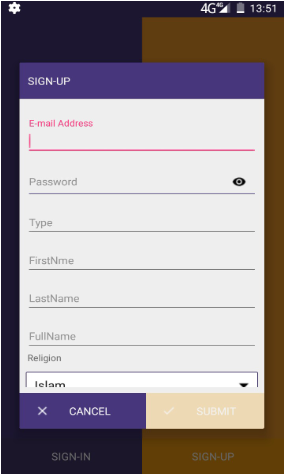 4G 4G 13:51
SIGN-UP
E-mail Address
Password
Type
FirstNme
LastName
FullName
Religion
Islam
CANCEL SUBMIT
SIGN-IN SIGN-UP